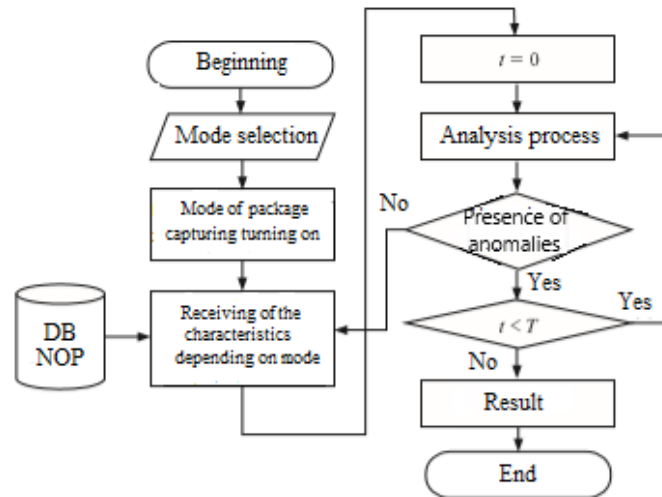 Beginning
Mode selection
Mode of package
capturing turning on
DB
NOP
Receiving of the
characteristics
depending on mode
t = 0
Analysis process
No
Presence of
anomalies
Yes
Yes
t < T
No
Result
End